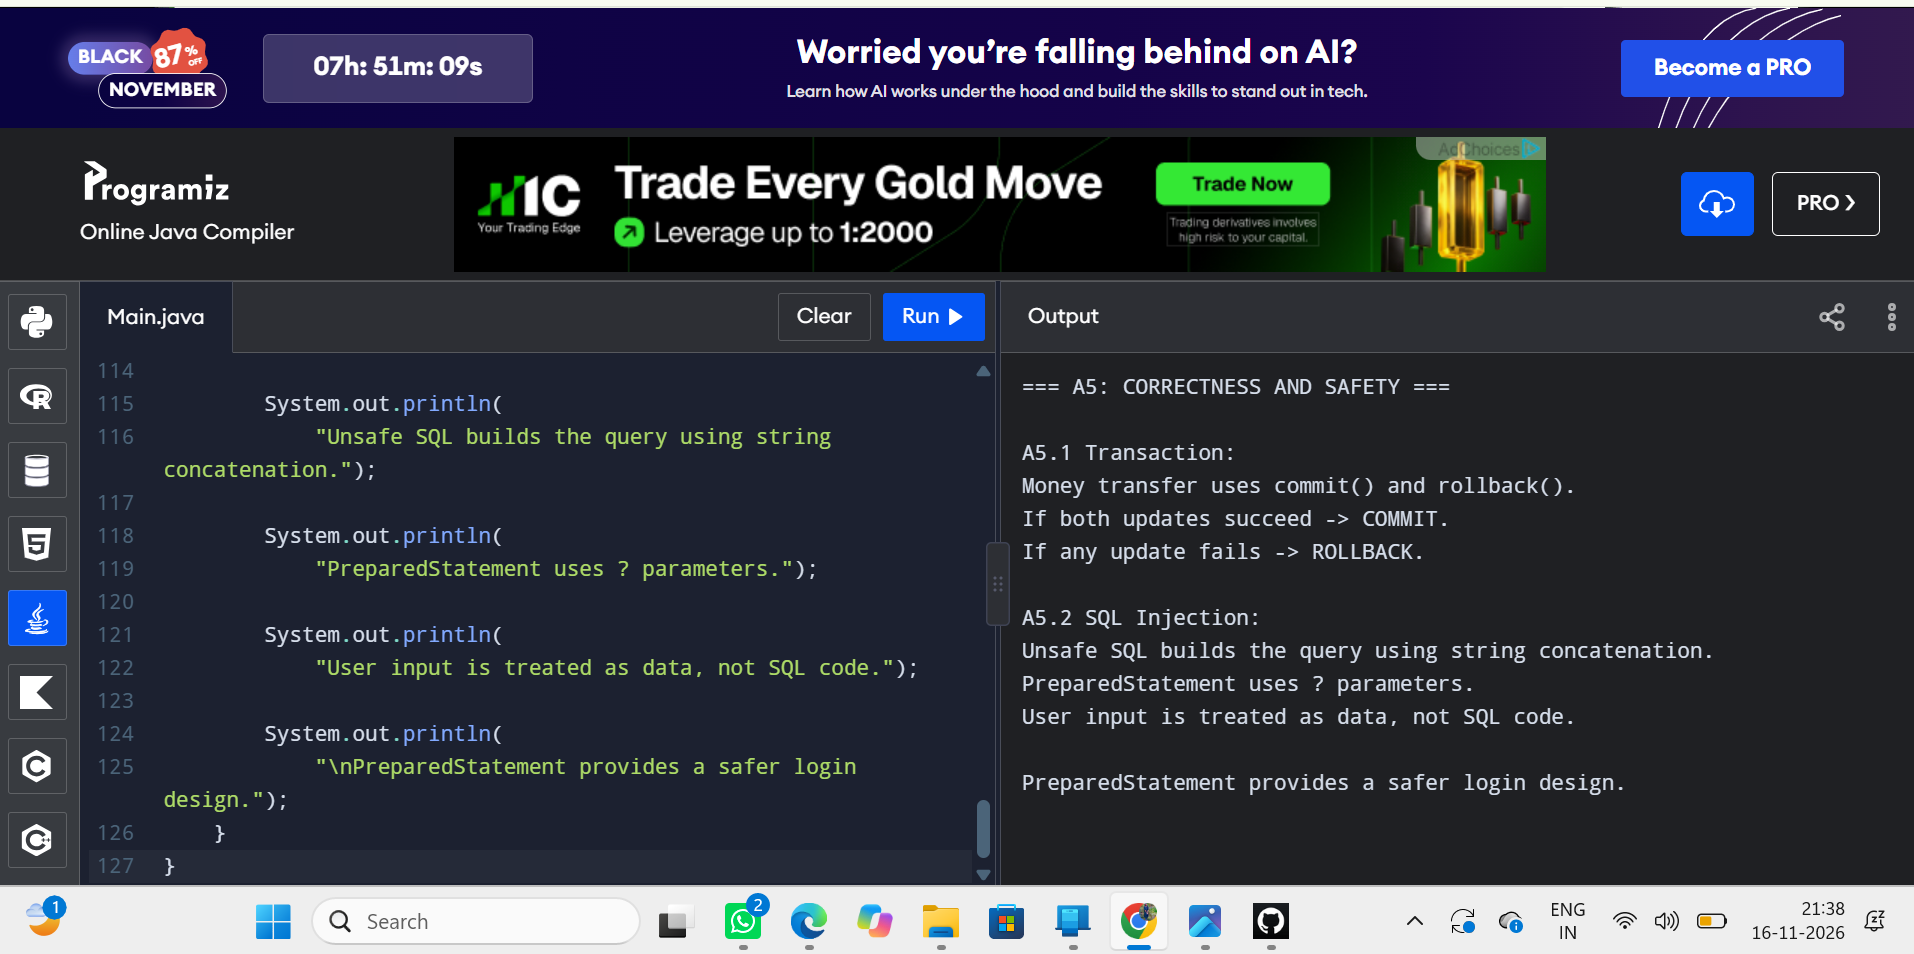 BLACK
87% OFF
NOVEMBER
07h: 51m: 09s
Worried you’re falling behind on AI?
Learn how AI works under the hood and build the skills to stand out in tech.
Become a PRO
Programiz
Online Java Compiler
HIC
Your Trading Edge
Trade Every Gold Move
Leverage up to 1:2000
Trade Now
Trading derivatives involves
high risk to your capital.
AdChoices
PRO
Main.java
Clear
Run
Output
114
115 System.out.println(
116 "Unsafe SQL builds the query using string
concatenation.");
117
118 System.out.println(
119 "PreparedStatement uses ? parameters.");
120
121 System.out.println(
122 "User input is treated as data, not SQL code.");
123
124 System.out.println(
125 "\nPreparedStatement provides a safer login
design.");
126 }
127 }
=== A5: CORRECTNESS AND SAFETY ===
A5.1 Transaction:
Money transfer uses commit() and rollback().
If both updates succeed -> COMMIT.
If any update fails -> ROLLBACK.
A5.2 SQL Injection:
Unsafe SQL builds the query using string concatenation.
PreparedStatement uses ? parameters.
User input is treated as data, not SQL code.
PreparedStatement provides a safer login design.
1
Search
2
ENG
IN
21:38
16-11-2026